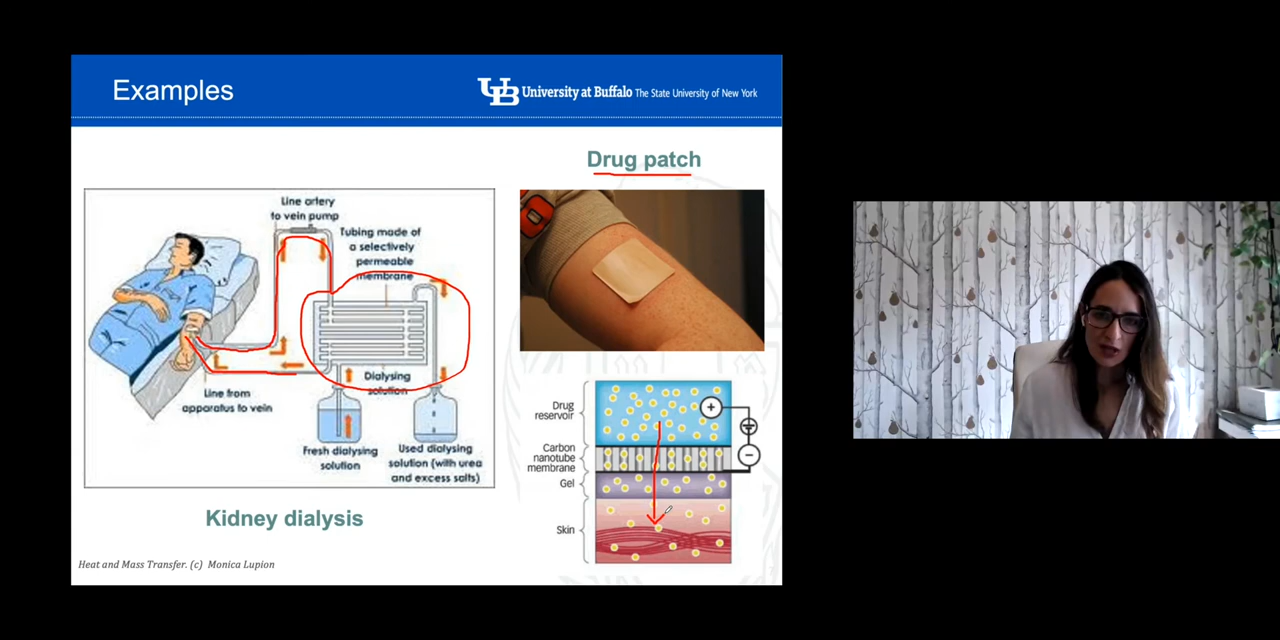 Examples
UB University at Buffalo The State University of New York
Drug patch
Line artery
to vein pump
Tubing made of
a selectively
permeable
membrane
Dialysing
solution
Line from
apparatus to vein
Fresh dialysing
solution
Used dialysing
solution (with urea
and excess salts)
Kidney dialysis
Drug
reservoir
Carbon
nanotube
membrane
Gel
Skin
+
−
Heat and Mass Transfer. (c) Monica Lupion